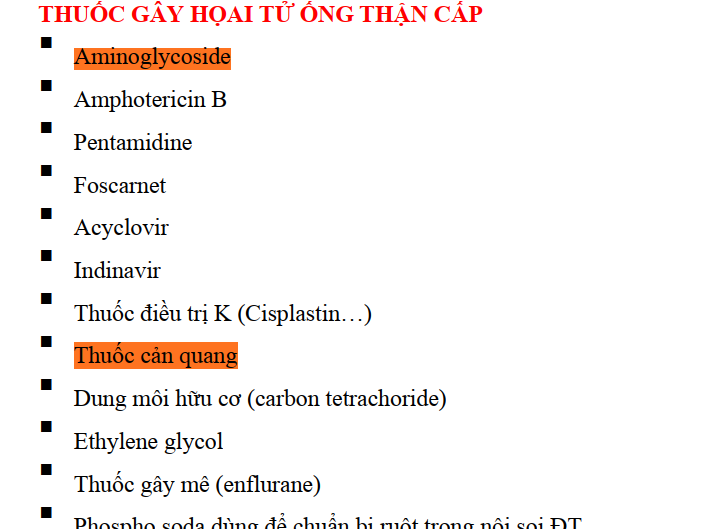 THUỐC GÂY HỌAI TỬ ỐNG THẬN CẤP
Aminoglycoside
Amphotericin B
Pentamidine
Foscarnet
Acyclovir
Indinavir
Thuốc điều trị K (Cisplastin…)
Thuốc cản quang
Dung môi hữu cơ (carbon tetrachoride)
Ethylene glycol
Thuốc gây mê (enflurane)
Phospho soda dùng để chuẩn bị ruột trong nội soi ĐT